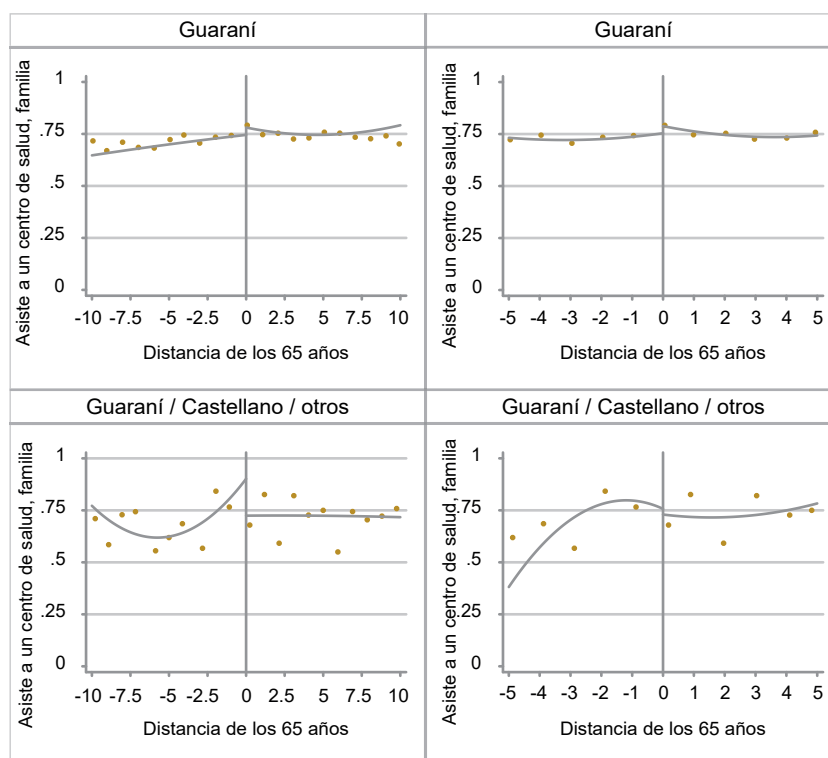 Guaraní
Guaraní
Asiste a un centro de salud, familia
1
.75
.5
.25
0
-10 -7.5 -5 -2.5 0 2.5 5 7.5 10
Distancia de los 65 años
Asiste a un centro de salud, familia
1
.75
.5
.25
0
-5 -4 -3 -2 -1 0 1 2 3 4 5
Distancia de los 65 años
Guaraní / Castellano / otros
Guaraní / Castellano / otros
Asiste a un centro de salud, familia
1
.75
.5
.25
0
-10 -7.5 -5 -2.5 0 2.5 5 7.5 10
Distancia de los 65 años
Asiste a un centro de salud, familia
1
.75
.5
.25
0
-5 -4 -3 -2 -1 0 1 2 3 4 5
Distancia de los 65 años